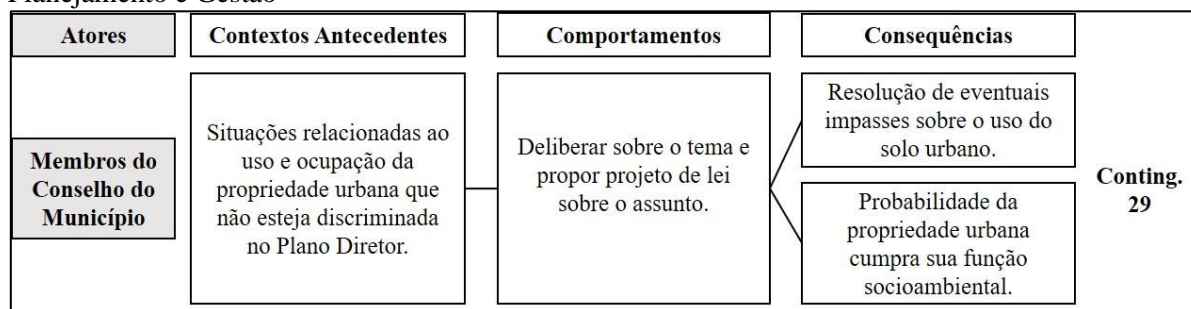 Planejamento e Gestão
Atores
Contextos Antecedentes
Comportamentos
Consequências
Membros do
Conselho do
Município
Situações relacionadas ao
uso e ocupação da
propriedade urbana que
não esteja discriminada
no Plano Diretor.
Deliberar sobre o tema e
propor projeto de lei
sobre o assunto.
Resolução de eventuais
impasses sobre o uso do
solo urbano.
Probabilidade da
propriedade urbana
cumpra sua função
socioambiental.
Conting.
29